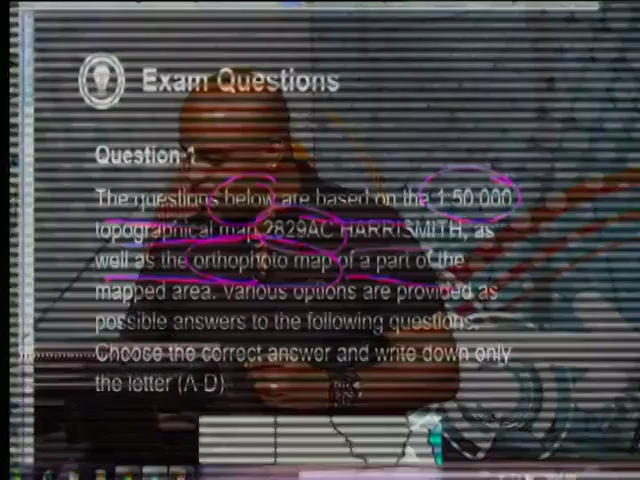 Exam Questions
Question 1
The questions below are based on the 1:50 000
topographical map 2829AC HARRISMITH, as
well as the orthophoto map of a part of the
mapped area. Various options are provided as
possible answers to the following questions.
Choose the correct answer and write down only
the letter (A-D)